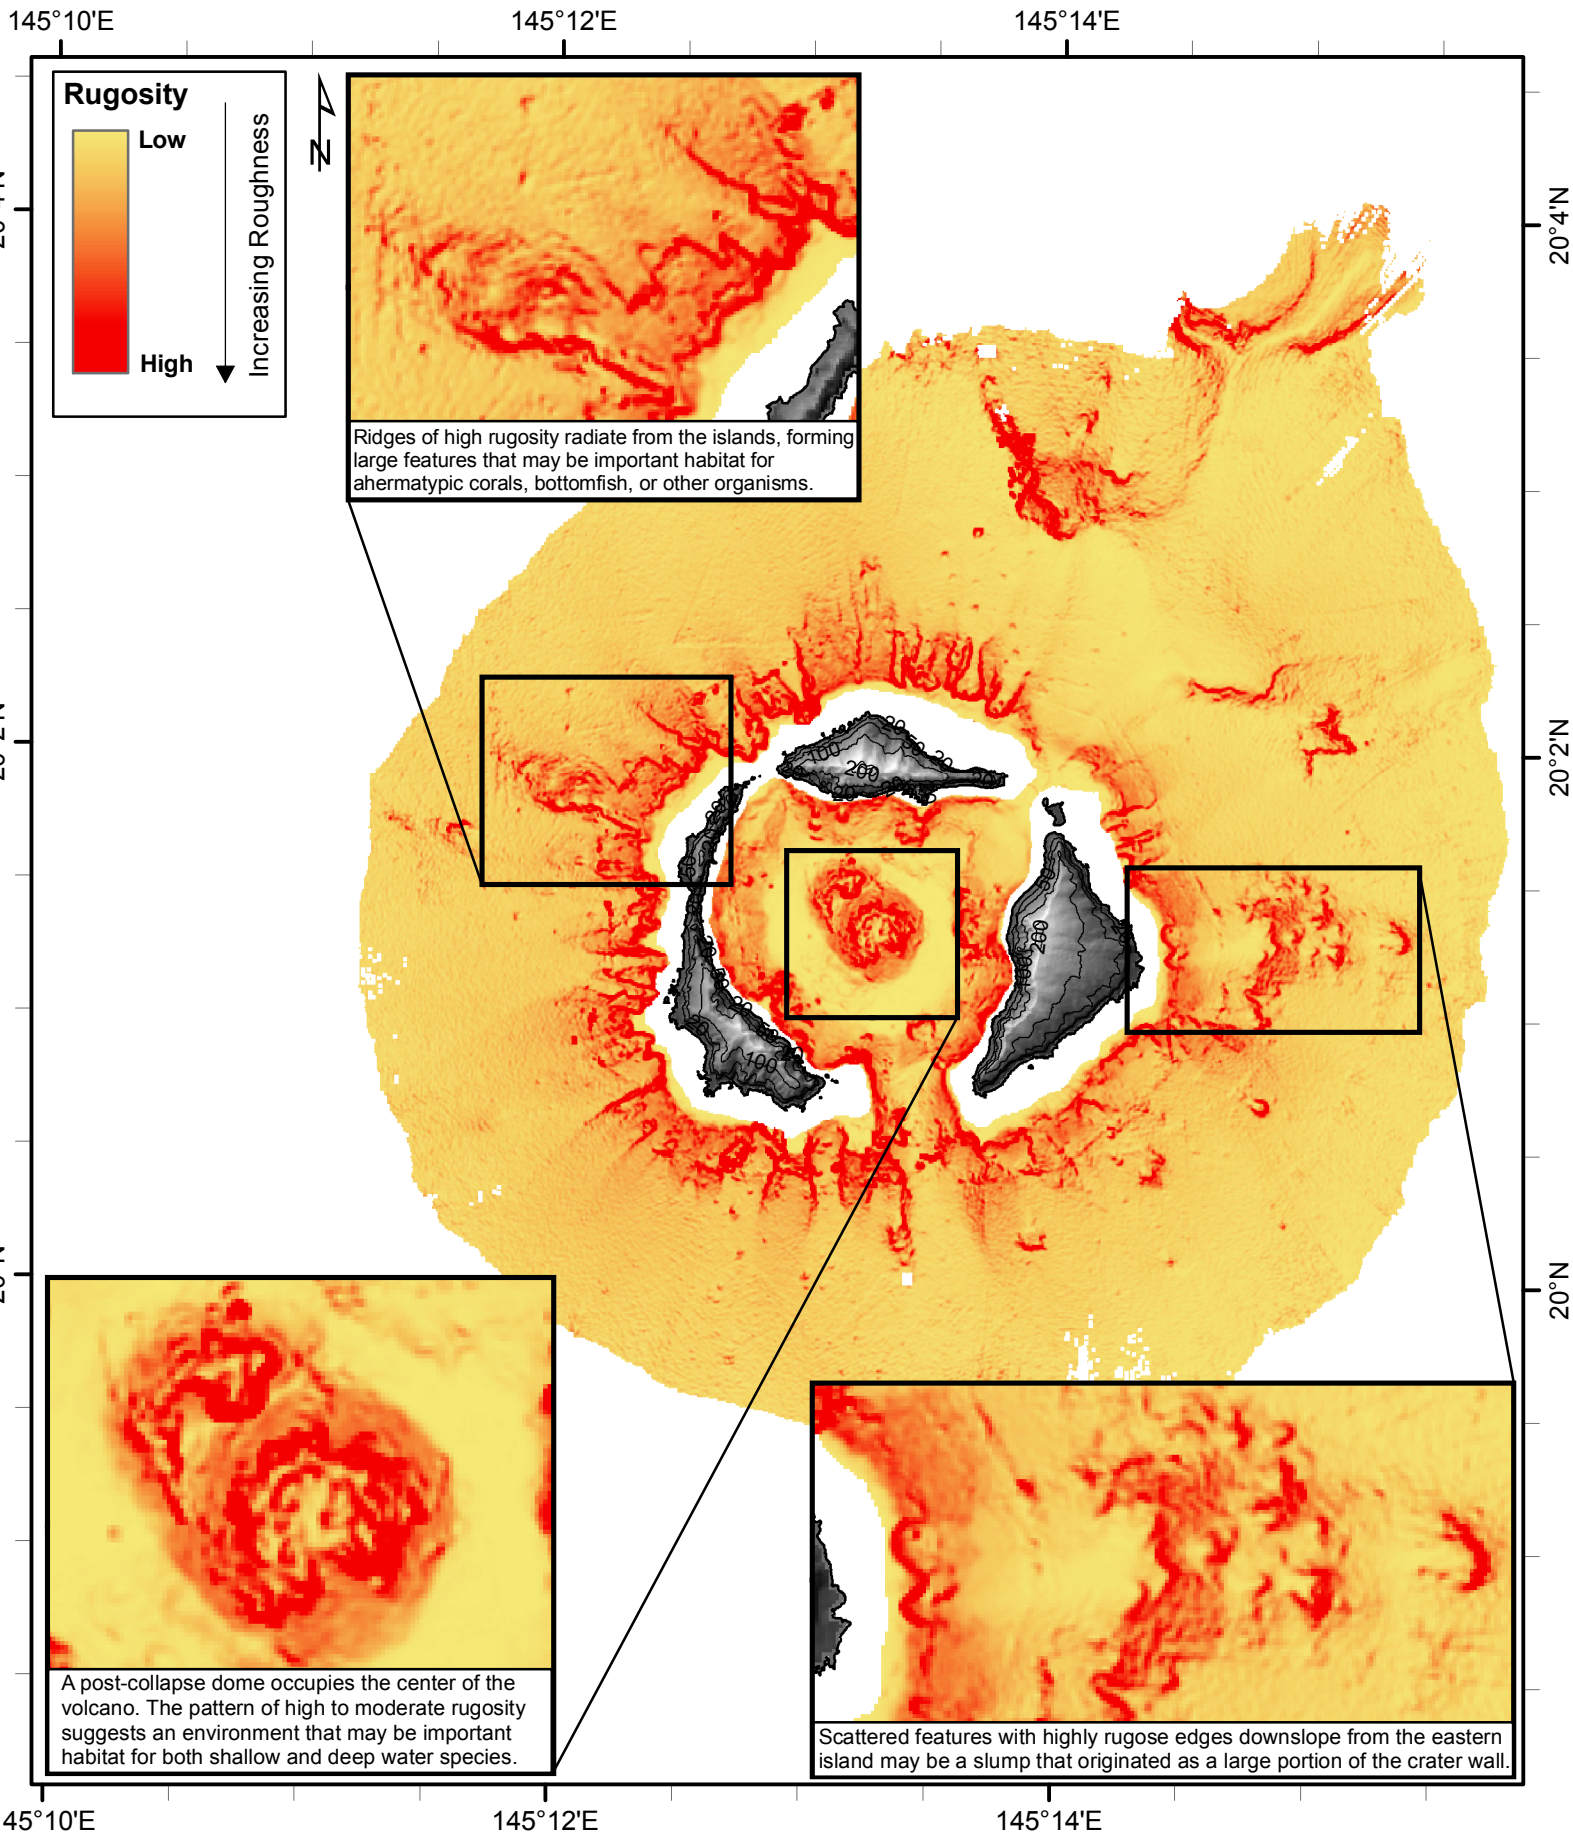 145°10'E
145°12'E
145°14'E
Rugosity
Low
High
Increasing Roughness
N
Ridges of high rugosity radiate from the islands, forming
large features that may be important habitat for
ahermatypic corals, bottomfish, or other organisms.
20°4'N
20°2'N
20°N
100
200
200
100
A post-collapse dome occupies the center of the
volcano. The pattern of high to moderate rugosity
suggests an environment that may be important
habitat for both shallow and deep water species.
Scattered features with highly rugose edges downslope from the eastern
island may be a slump that originated as a large portion of the crater wall.
45°10'E
145°12'E
145°14'E